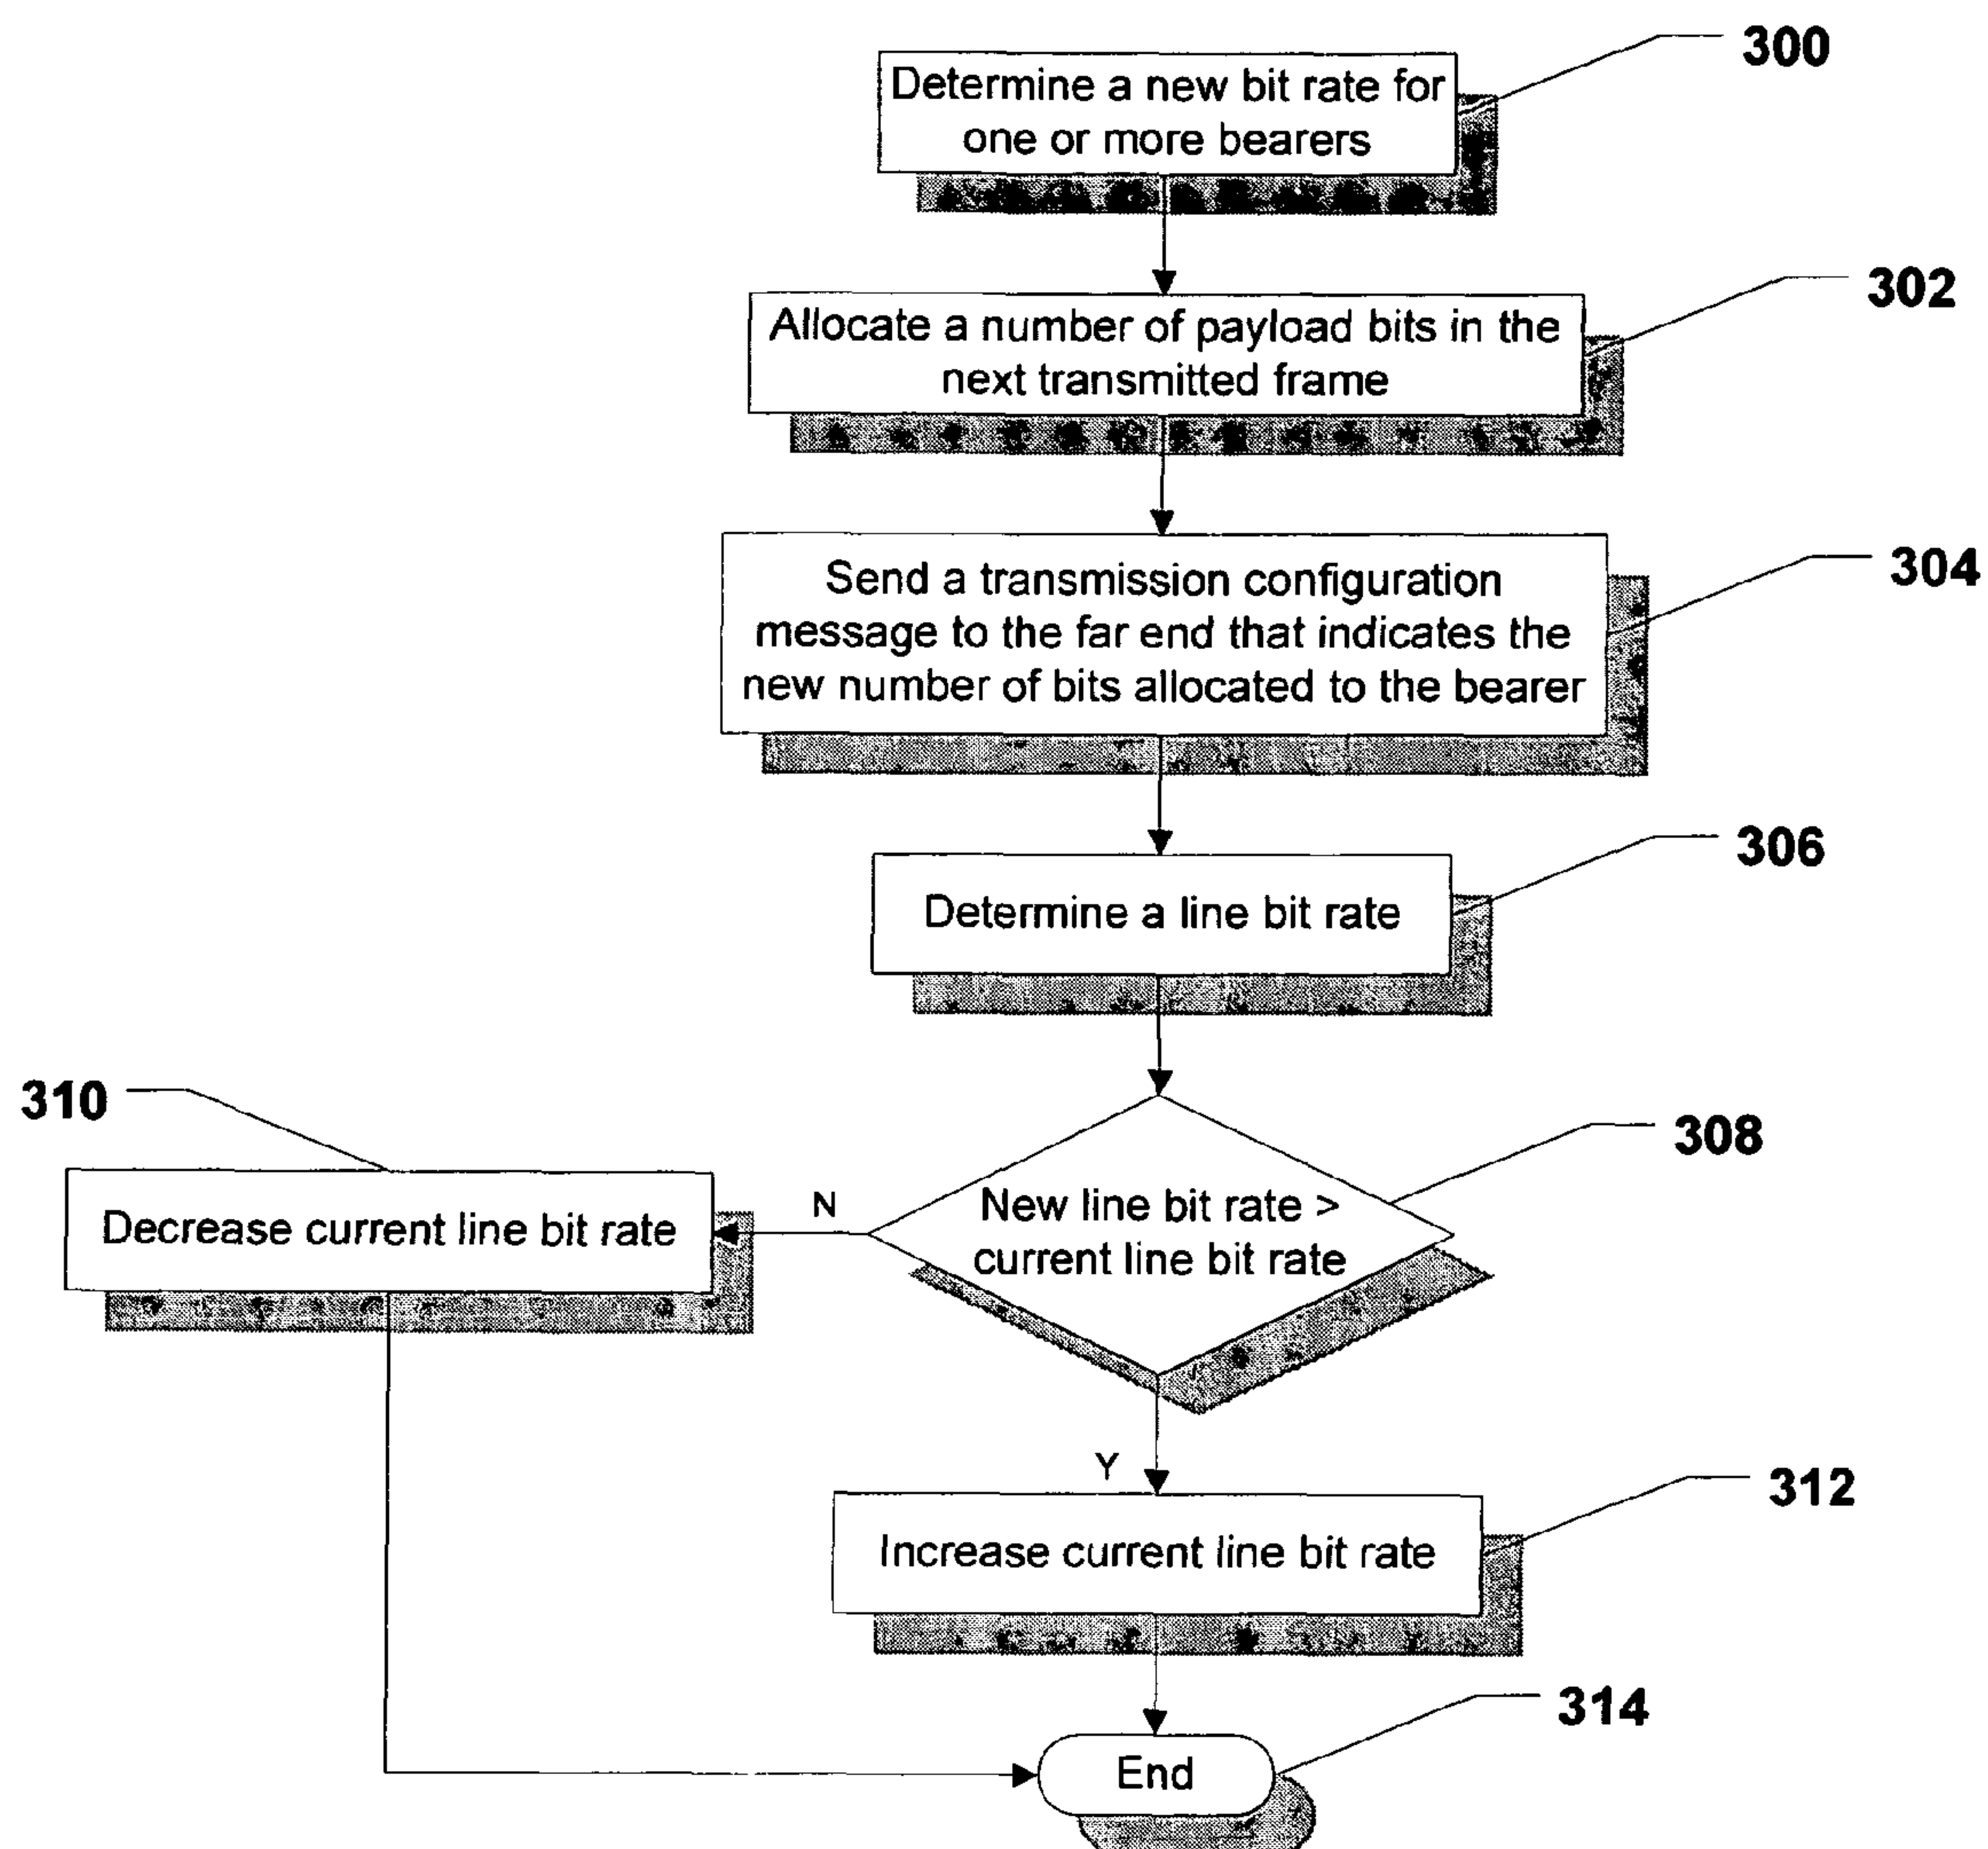 300
Determine a new bit rate for
one or more bearers
302
Allocate a number of payload bits in the
next transmitted frame
304
Send a transmission configuration
message to the far end that indicates the
new number of bits allocated to the bearer
306
Determine a line bit rate
308
New line bit rate >
current line bit rate
N
310
Decrease current line bit rate
Y
312
Increase current line bit rate
314
End